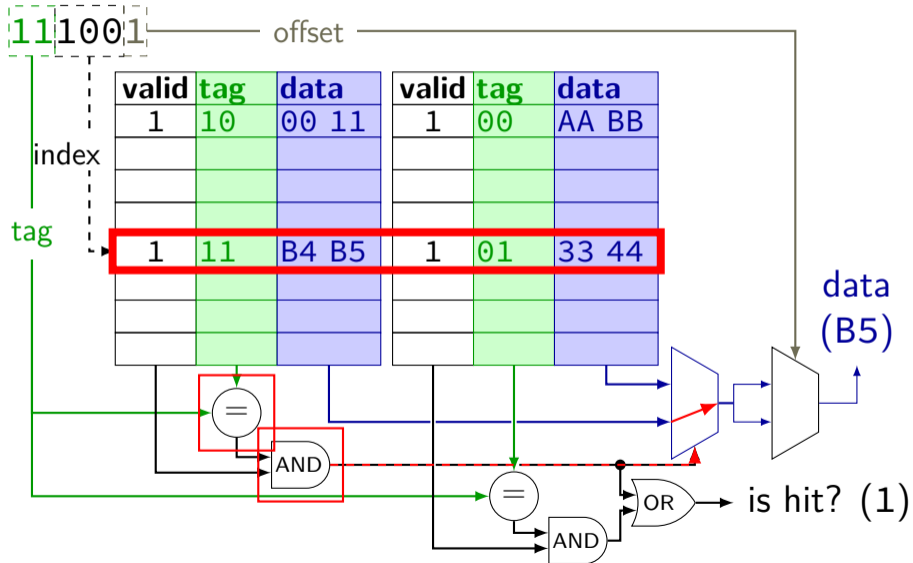 111001
offset
valid tag data valid tag data
1 10 00 11 1 00 AA BB
index
tag
1 11 B4 B5 1 01 33 44
data
(B5)
=
AND
=
OR
is hit? (1)
AND